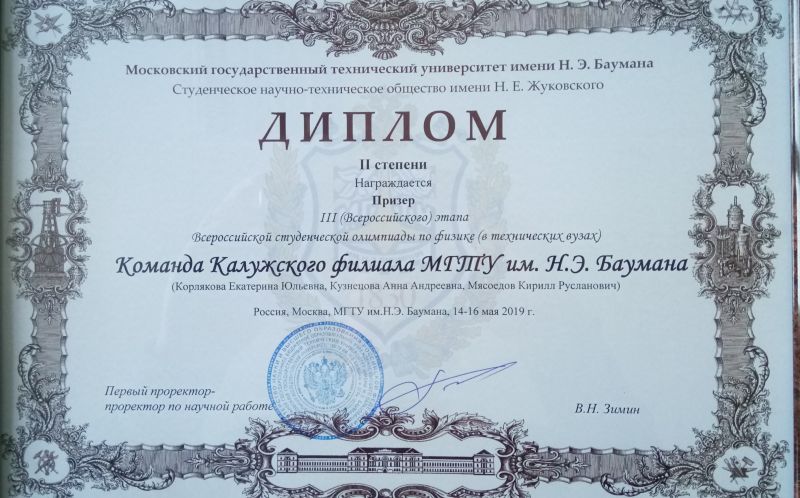 Московский государственный технический университет имени Н. Э. Баумана
Студенческое научно-техническое общество имени Н. Е. Жуковского
ДИПЛОМ
II степени
Награждается
Призер
III (Всероссийского) этапа
Всероссийской студенческой олимпиады по физике (в технических вузах)
Команда Калужского филиала МГТУ им. Н.Э. Баумана
(Корлякова Екатерина Юльевна, Кузнецова Анна Андреевна, Мясоедов Кирилл Русланович)
1830
Россия, Москва, МГТУ им.Н.Э. Баумана, 14-16 мая 2019 г.
Первый проректор-
проректор по научной работе
В.Н. Зимин